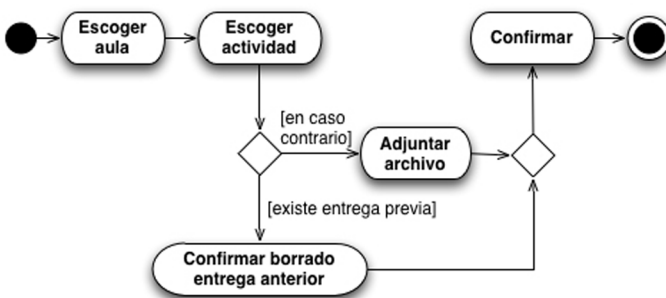 Escoger
aula
Escoger
actividad
Confirmar
[en caso
contrario]
Adjuntar
archivo
[existe entrega previa]
Confirmar borrado
entrega anterior